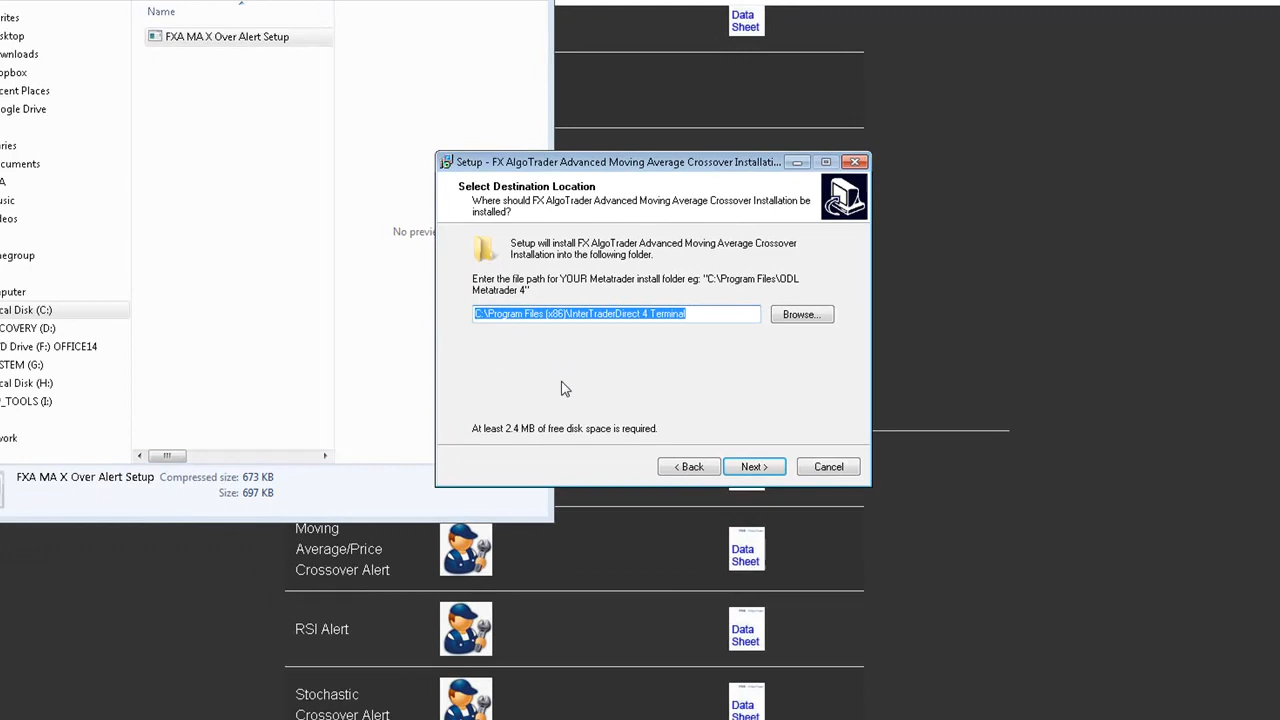 Name
FXA MA X Over Alert Setup
rites
sktop
wnloads
opbox
cent Places
ogle Drive
ries
cuments
A
usic
deos
megroup
mputer
cal Disk (C:)
COVERY (D:)
D Drive (F:) OFFICE14
STEM (G:)
cal Disk (H:)
_TOOLS (I:)
work
No previe
FXA MA X Over Alert Setup Compressed size: 673 KB
Size: 697 KB
Data
Sheet
Setup - FX AlgoTrader Advanced Moving Average Crossover Installati...
Select Destination Location
Where should FX AlgoTrader Advanced Moving Average Crossover Installation be
installed?
Setup will install FX AlgoTrader Advanced Moving Average Crossover
Installation into the following folder.
Enter the file path for YOUR Metatrader install folder eg: "C:\Program Files\ODL
Metatrader 4"
C:\Program Files (x86)\InterTraderDirect 4 Terminal
Browse...
At least 2.4 MB of free disk space is required.
< Back
Next >
Cancel
Moving
Average/Price
Crossover Alert
Data
Sheet
RSI Alert
Data
Sheet
Stochastic
Crossover Alert
Data
Sheet